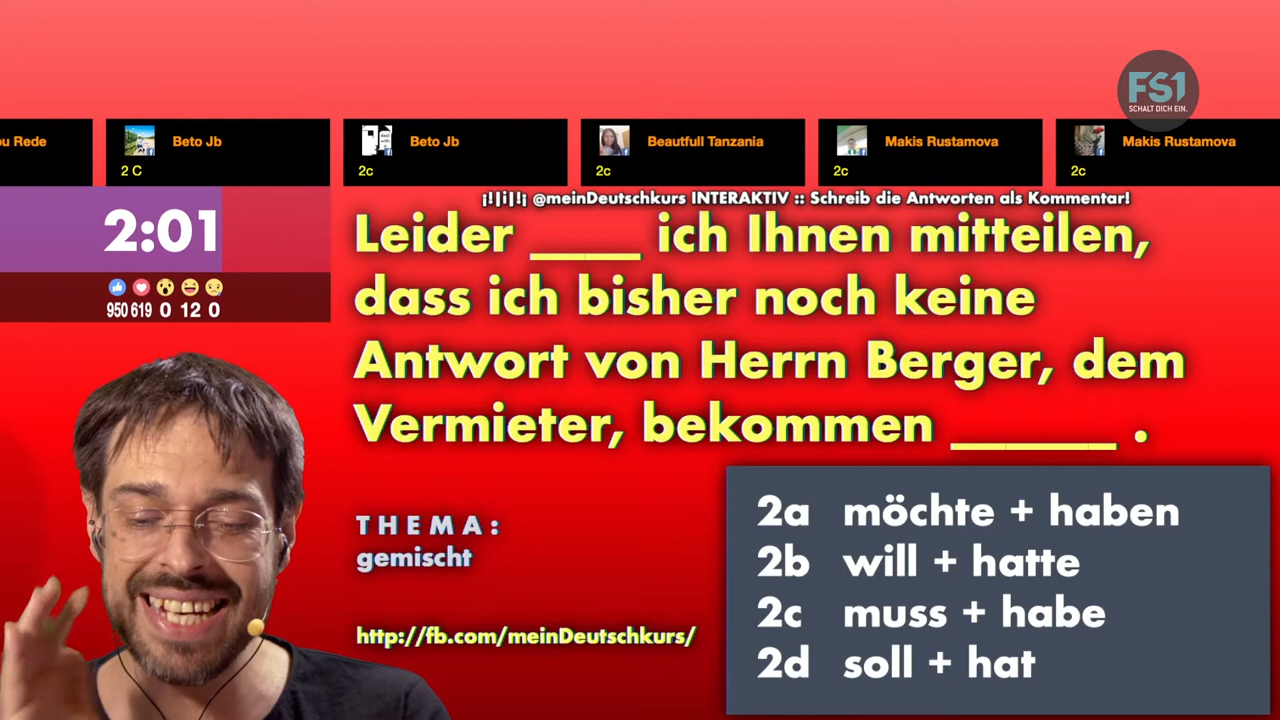 FS1
SCHALT DICH EIN.
ou Rede
Beto Jb
2 C
Beto Jb
2c
Beautfull Tanzania
2c
Makis Rustamova
2c
Makis Rustamova
2c
2:01
950 619 0 12 0
@meinDeutschkurs INTERAKTIV :: Schreib die Antworten als Kommentar!
Leider ____ ich Ihnen mitteilen,
dass ich bisher noch keine
Antwort von Herrn Berger, dem
Vermieter, bekommen ______ .
THEMA:
gemischt
http://fb.com/meinDeutschkurs/
2a möchte + haben
2b will + hatte
2c muss + habe
2d soll + hat